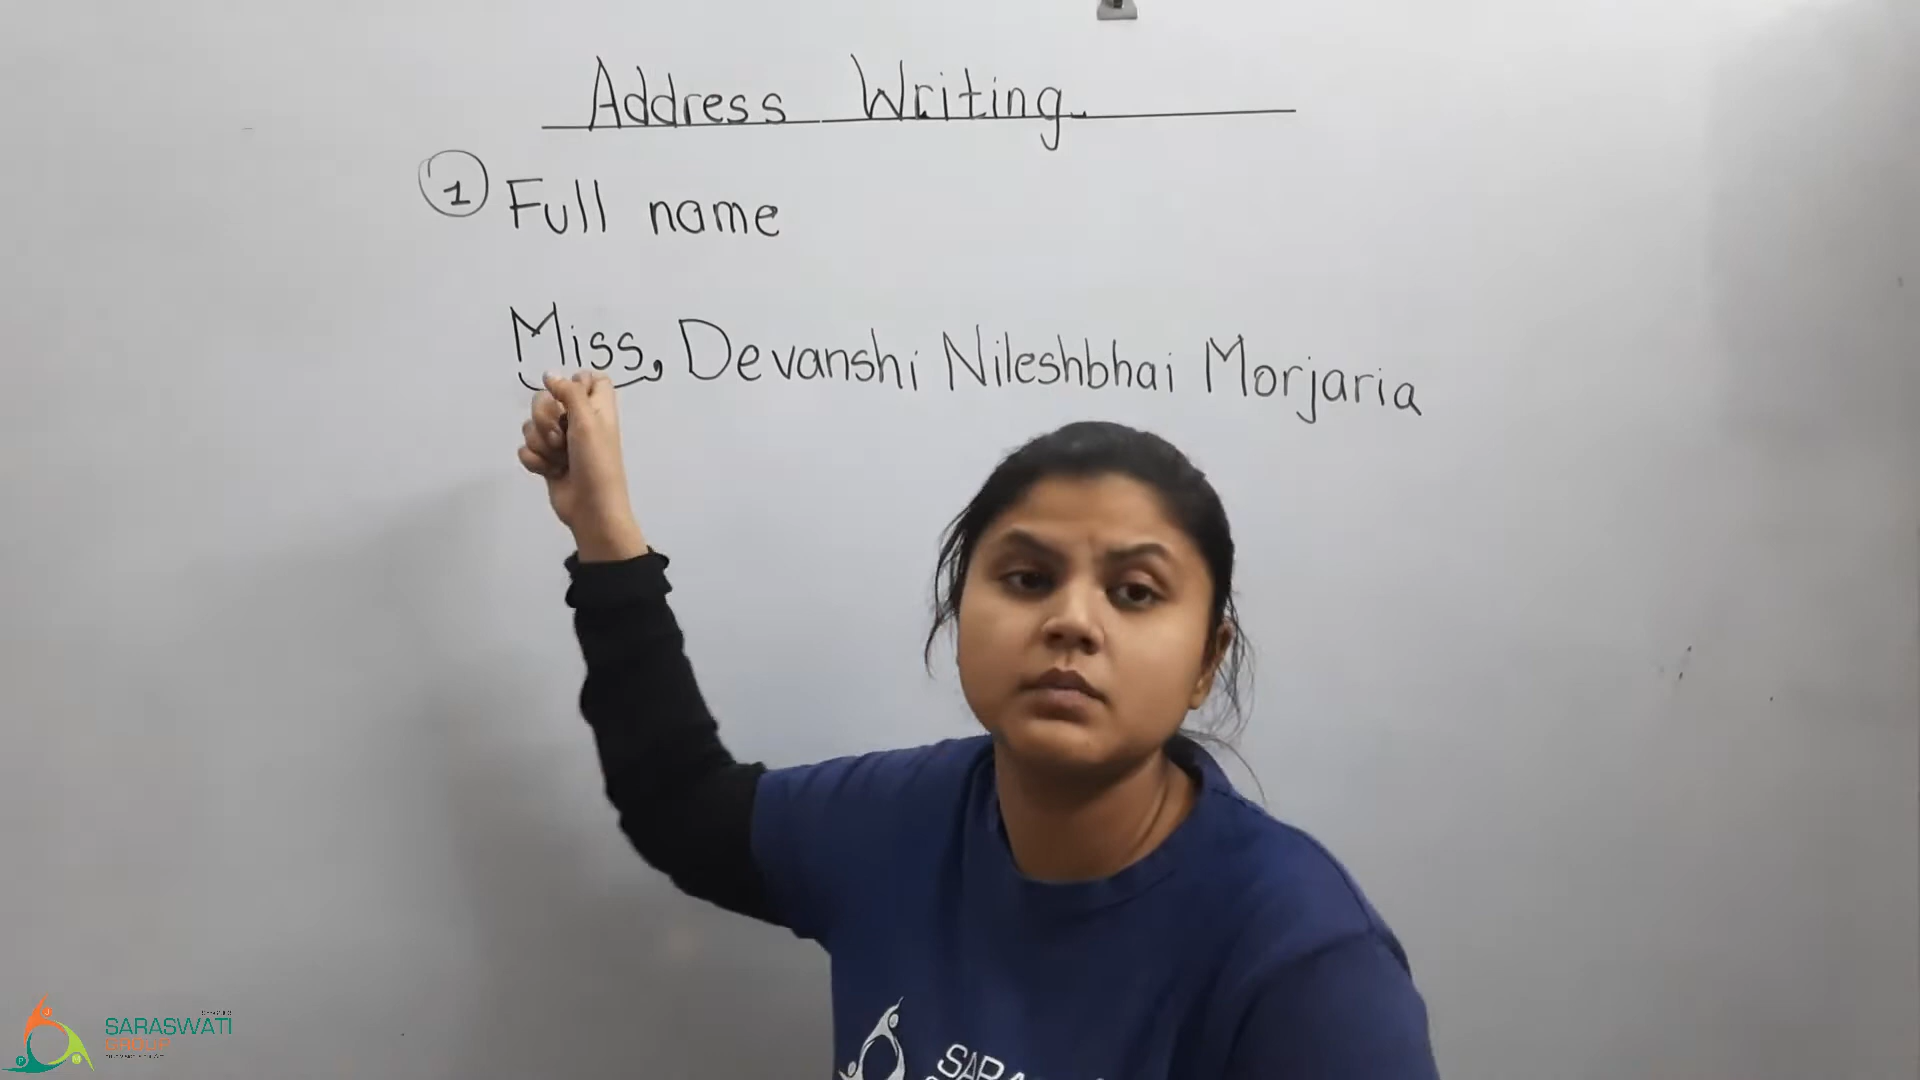 Address Writing
1 Full name
Miss. Devanshi Nileshbhai Morjaria
SARASWATI
GROUP